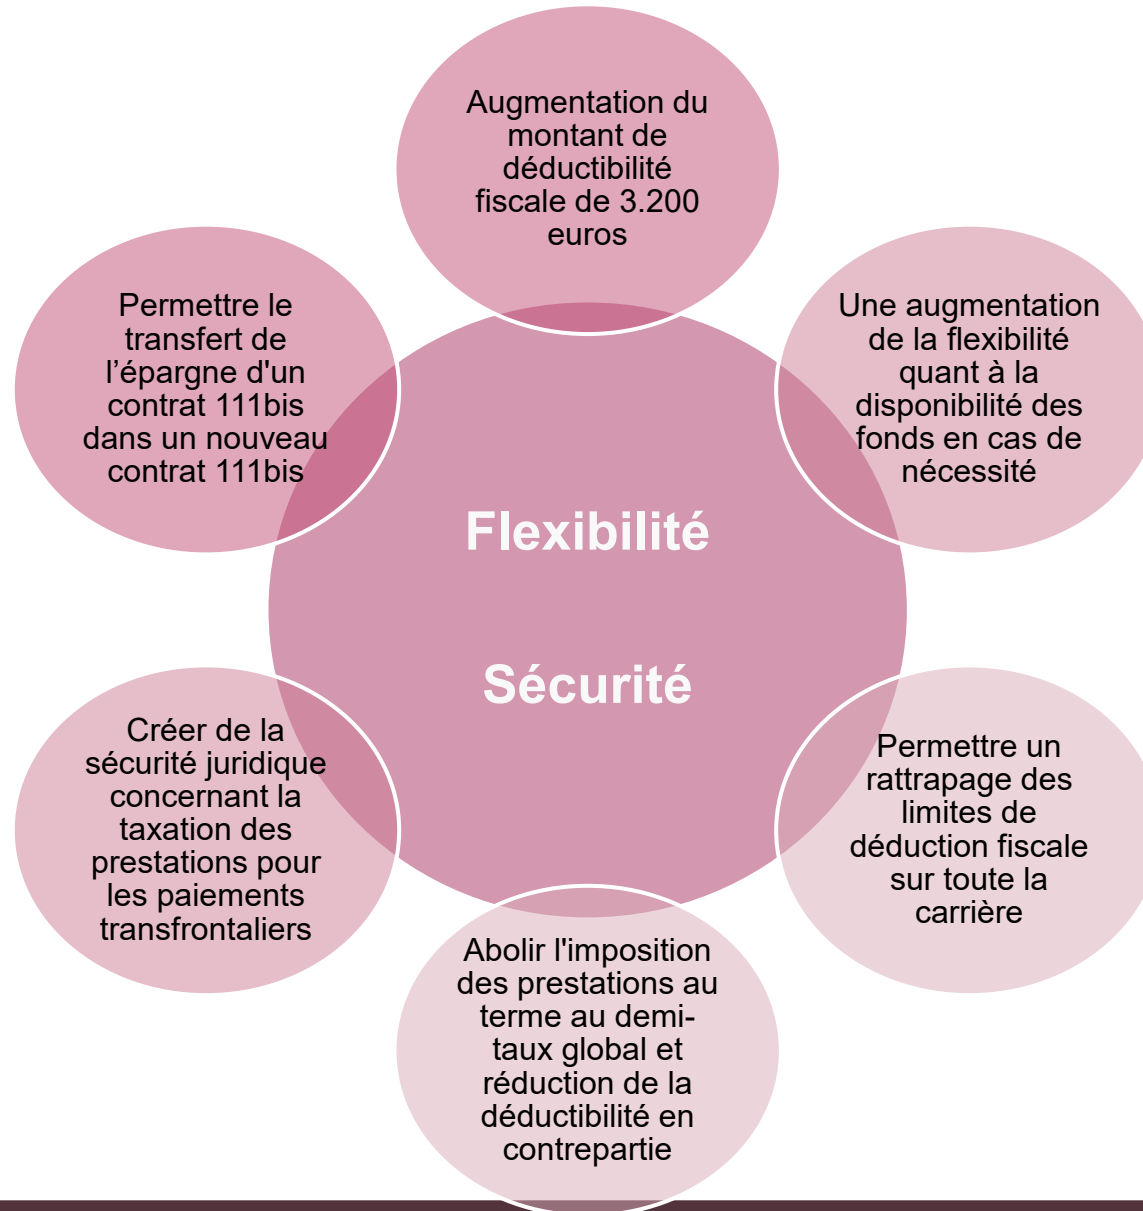 Augmentation du
montant de
déductibilité
fiscale de 3.200
euros
Une augmentation
de la flexibilité
quant à la
disponibilité des
fonds en cas de
nécessité
Permettre un
rattrapage des
limites de
déduction fiscale
sur toute la
carrière
Abolir l'imposition
des prestations au
terme au demi-
taux global et
réduction de la
déductibilité en
contrepartie
Créer de la
sécurité juridique
concernant la
taxation des
prestations pour
les paiements
transfrontaliers
Permettre le
transfert de
l’épargne d'un
contrat 111bis
dans un nouveau
contrat 111bis
Flexibilité
Sécurité